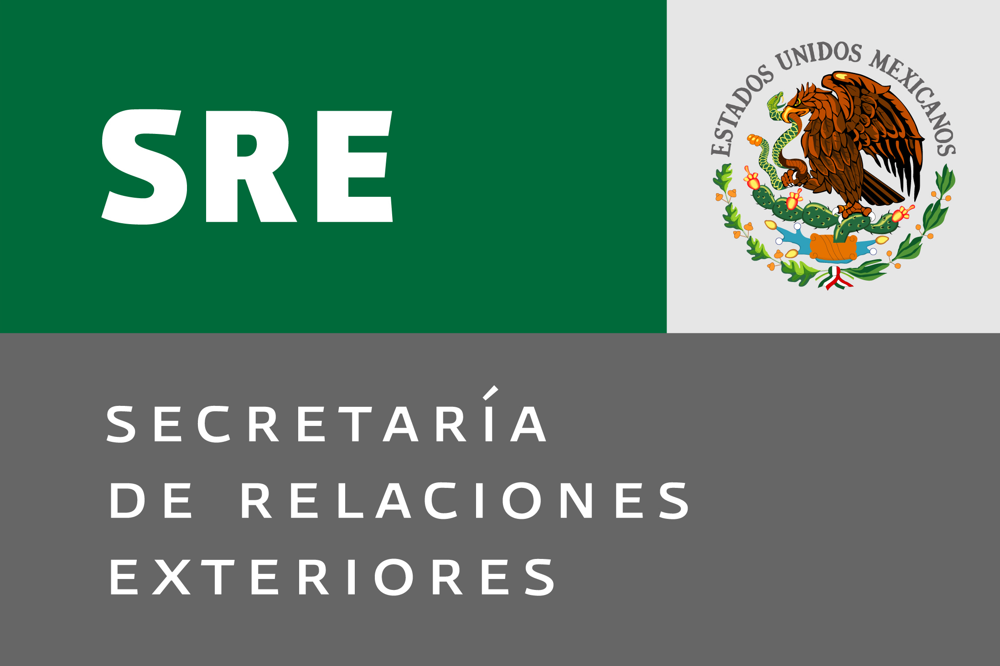 SRE
ESTADOS UNIDOS MEXICANOS
SECRETARÍA
DE RELACIONES
EXTERIORES